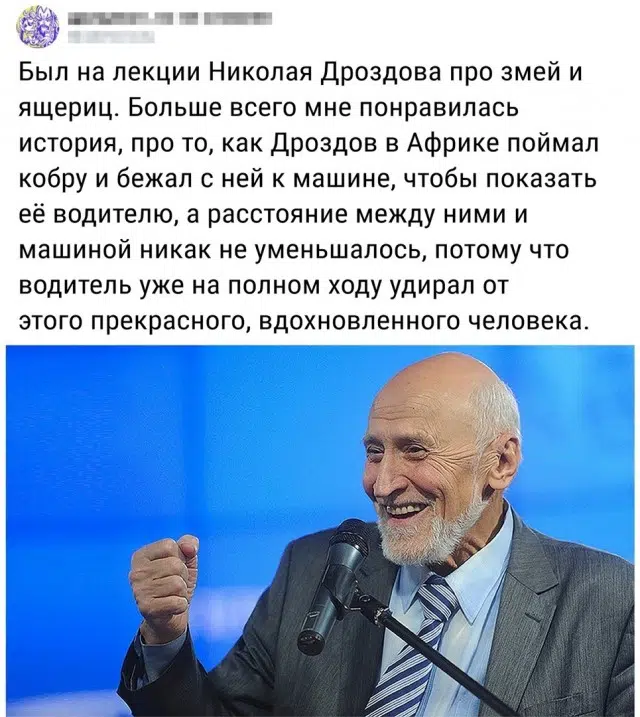 Был на лекции Николая Дроздова про змей и
ящериц. Больше всего мне понравилась
история, про то, как Дроздов в Африке поймал
кобру и бежал с ней к машине, чтобы показать
её водителю, а расстояние между ними и
машиной никак не уменьшалось, потому что
водитель уже на полном ходу удирал от
этого прекрасного, вдохновленного человека.